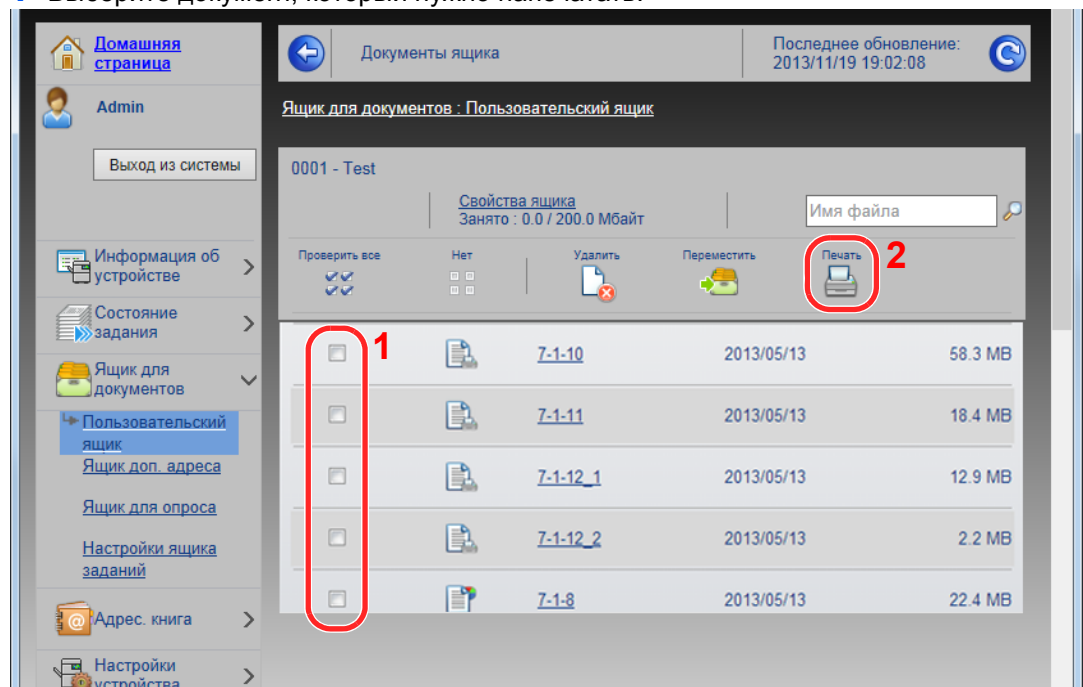 Выберите документ, который нужно напечатать.
Домашняя
страница
Документы ящика
Последнее обновление:
2013/11/19 19:02:08
Admin
Ящик для документов : Пользовательский ящик
Выход из системы
0001 - Test
Свойства ящика
Занято : 0.0 / 200.0 Мбайт
Имя файла
Проверить все
Нет
Удалить
Переместить
Печать
2
Информация об
устройстве
Состояние
задания
Ящик для
документов
Пользовательский
ящик
Ящик доп. адреса
Ящик для опроса
Настройки ящика
заданий
Адрес. книга
Настройки
устройства
1
7-1-10 2013/05/13 58.3 MB
7-1-11 2013/05/13 18.4 MB
7-1-12_1 2013/05/13 12.9 MB
7-1-12_2 2013/05/13 2.2 MB
7-1-8 2013/05/13 22.4 MB